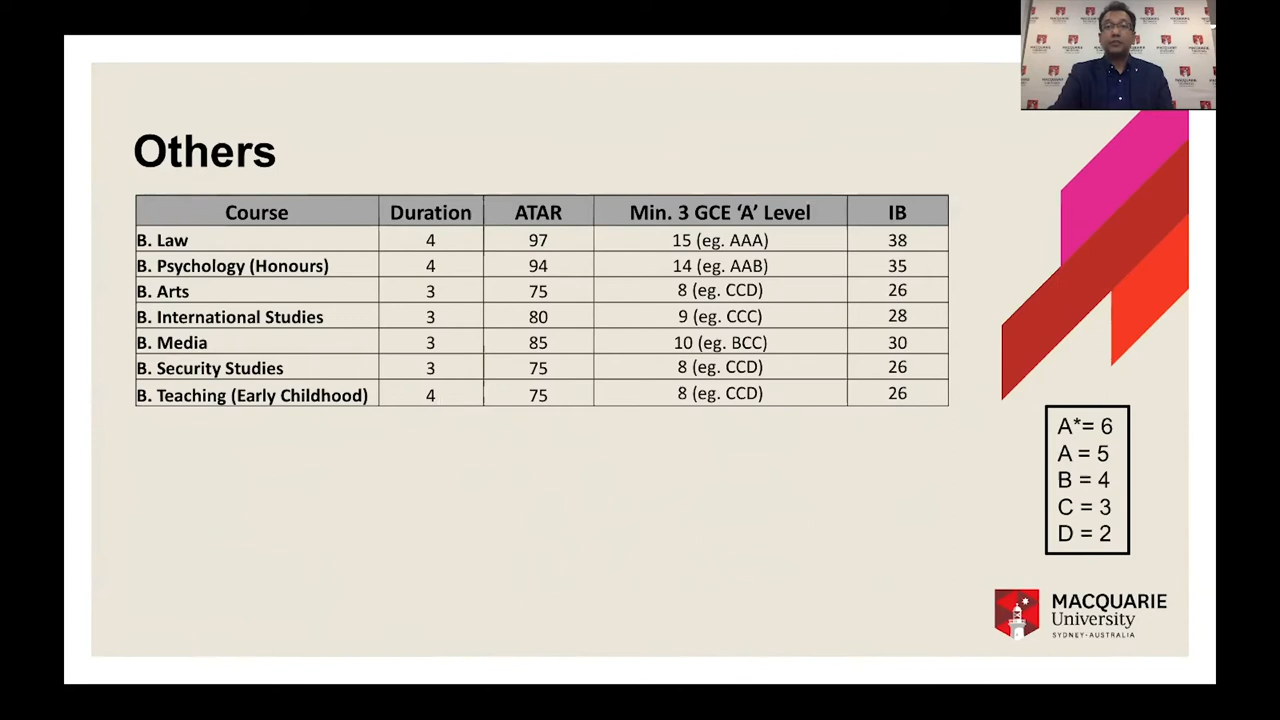 Others
Course Duration ATAR Min. 3 GCE ‘A’ Level IB
B. Law 4 97 15 (eg. AAA) 38
B. Psychology (Honours) 4 94 14 (eg. AAB) 35
B. Arts 3 75 8 (eg. CCD) 26
B. International Studies 3 80 9 (eg. CCC) 28
B. Media 3 85 10 (eg. BCC) 30
B. Security Studies 3 75 8 (eg. CCD) 26
B. Teaching (Early Childhood) 4 75 8 (eg. CCD) 26
A*= 6
A = 5
B = 4
C = 3
D = 2
MACQUARIE
University
SYDNEY·AUSTRALIA